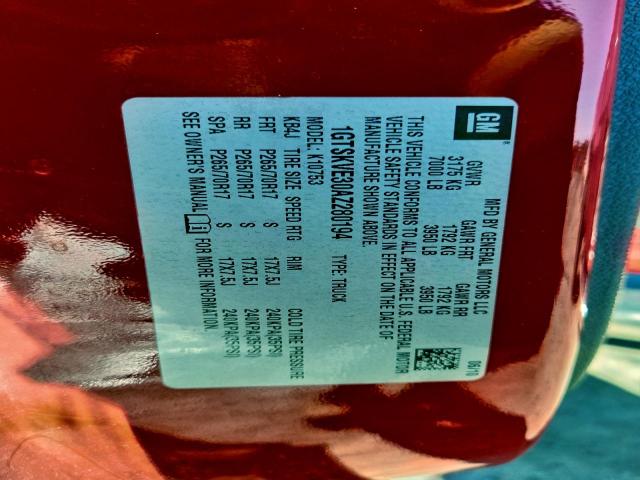 GM
MFD BY GENERAL MOTORS LLC 06/10
GVWR GAWR FRT GAWR RR
3175 KG 1792 KG 1792 KG
7000 LB 3950 LB 3950 LB
THIS VEHICLE CONFORMS TO ALL APPLICABLE U.S. FEDERAL MOTOR
VEHICLE SAFETY STANDARDS IN EFFECT ON THE DATE OF
MANUFACTURE SHOWN ABOVE.
1GTSKVE30AZ280194 TYPE: TRUCK
MODEL: K10753
K84J TIRE SIZE SPEED RTG RIM COLD TIRE PRESSURE
FRT P265/70R17 S 17X7.5J 240KPA(35PSI)
RR P265/70R17 S 17X7.5J 240KPA(35PSI)
SPA P265/70R17 S 17X7.5J 240KPA(35PSI)
SEE OWNER'S MANUAL FOR MORE INFORMATION.